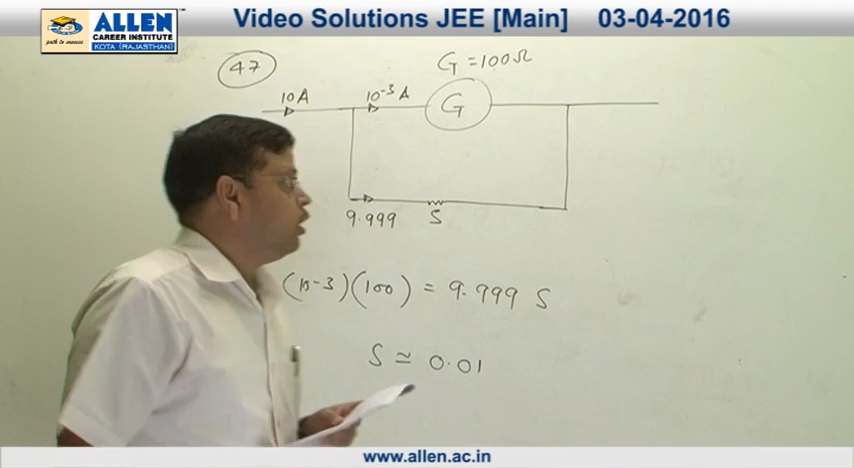 Video Solutions JEE [Main] 03-04-2016
ALLEN
CAREER INSTITUTE
path to success
KOTA (RAJASTHAN)
47
G = 100Ω
10A
10⁻³ A
G
9.999
S
(10-3)(100) = 9.999 S
S ≃ 0.01
www.allen.ac.in